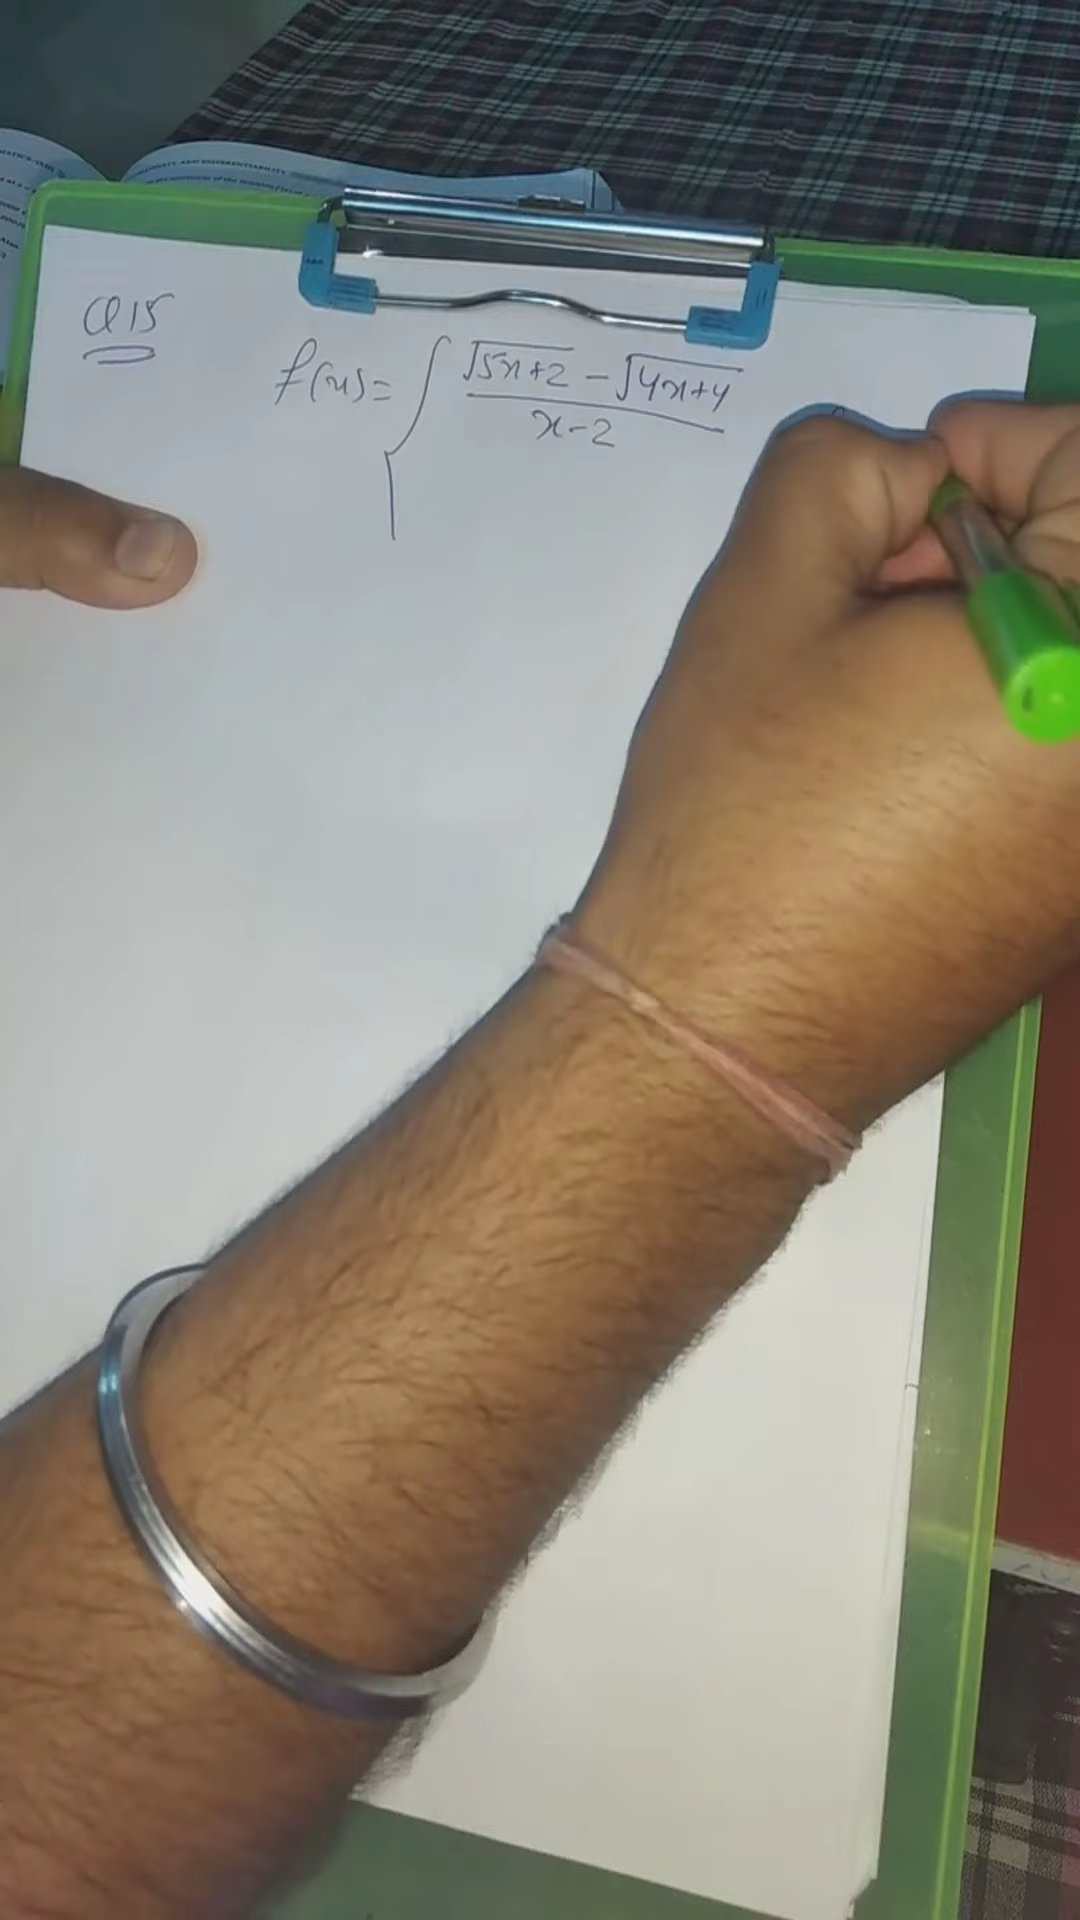 Q15
f(x) = { √5x+2 - √4x+4
x-2